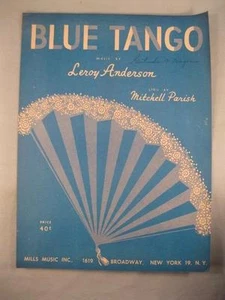 BLUE TANGO
MUSIC BY
Leroy Anderson
LYRIC BY
Mitchell Parish
PRICE
40¢
MILLS MUSIC INC. 1619 BROADWAY, NEW YORK 19, N. Y.